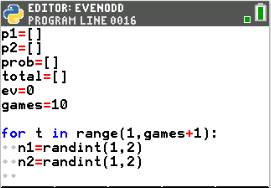 EDITOR: EVENODD
PROGRAM LINE 0016
p1=[]
p2=[]
prob=[]
total=[]
ev=0
games=10
for t in range(1,games+1):
◆◆n1=randint(1,2)
◆◆n2=randint(1,2)
◆◆